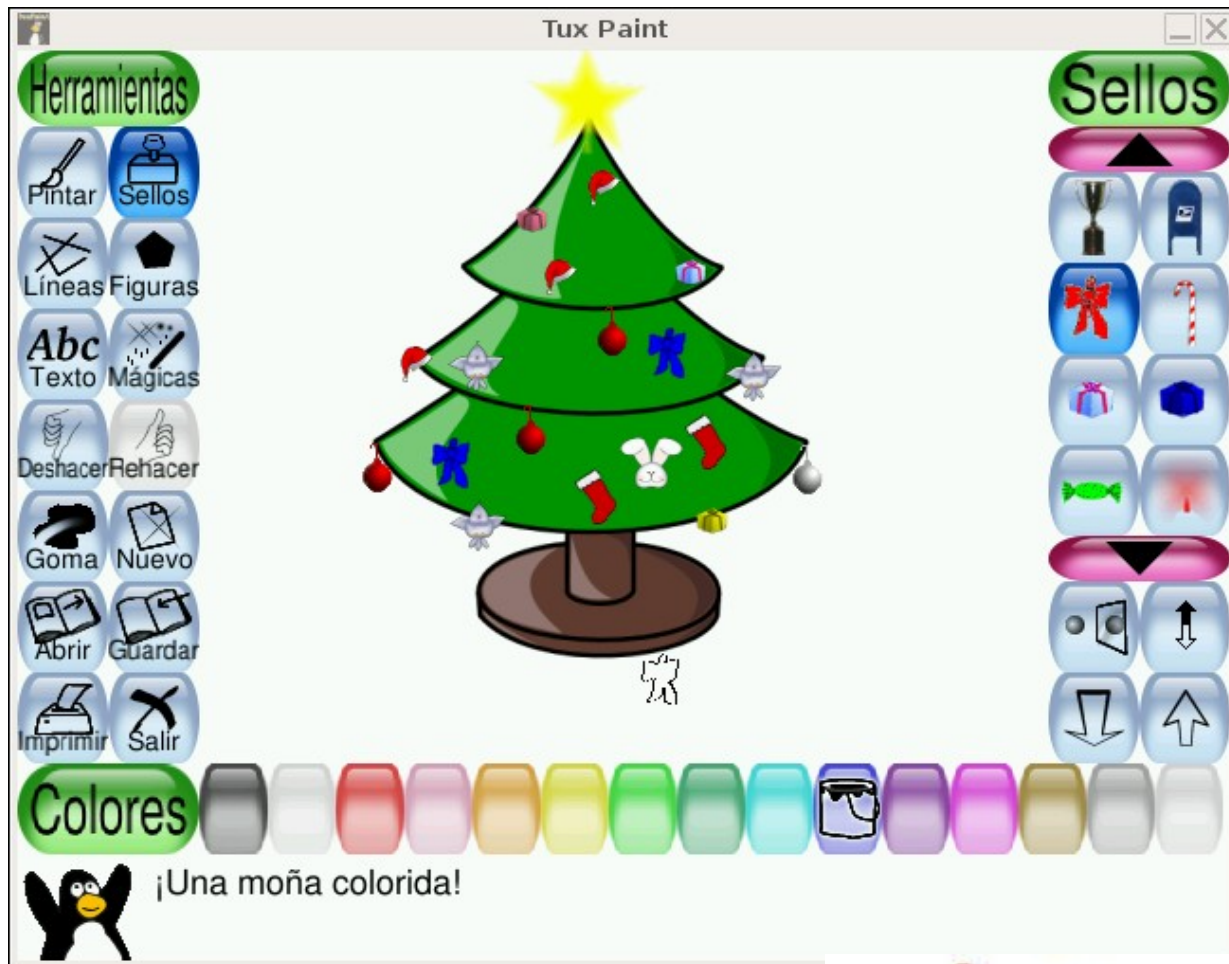 Tux Paint
Herramientas
Sellos
Pintar
Sellos
Líneas
Figuras
Abc
Texto
Mágicas
Deshacer
Rehacer
Goma
Nuevo
Abrir
Guardar
Imprimir
Salir
Colores
¡Una moña colorida!